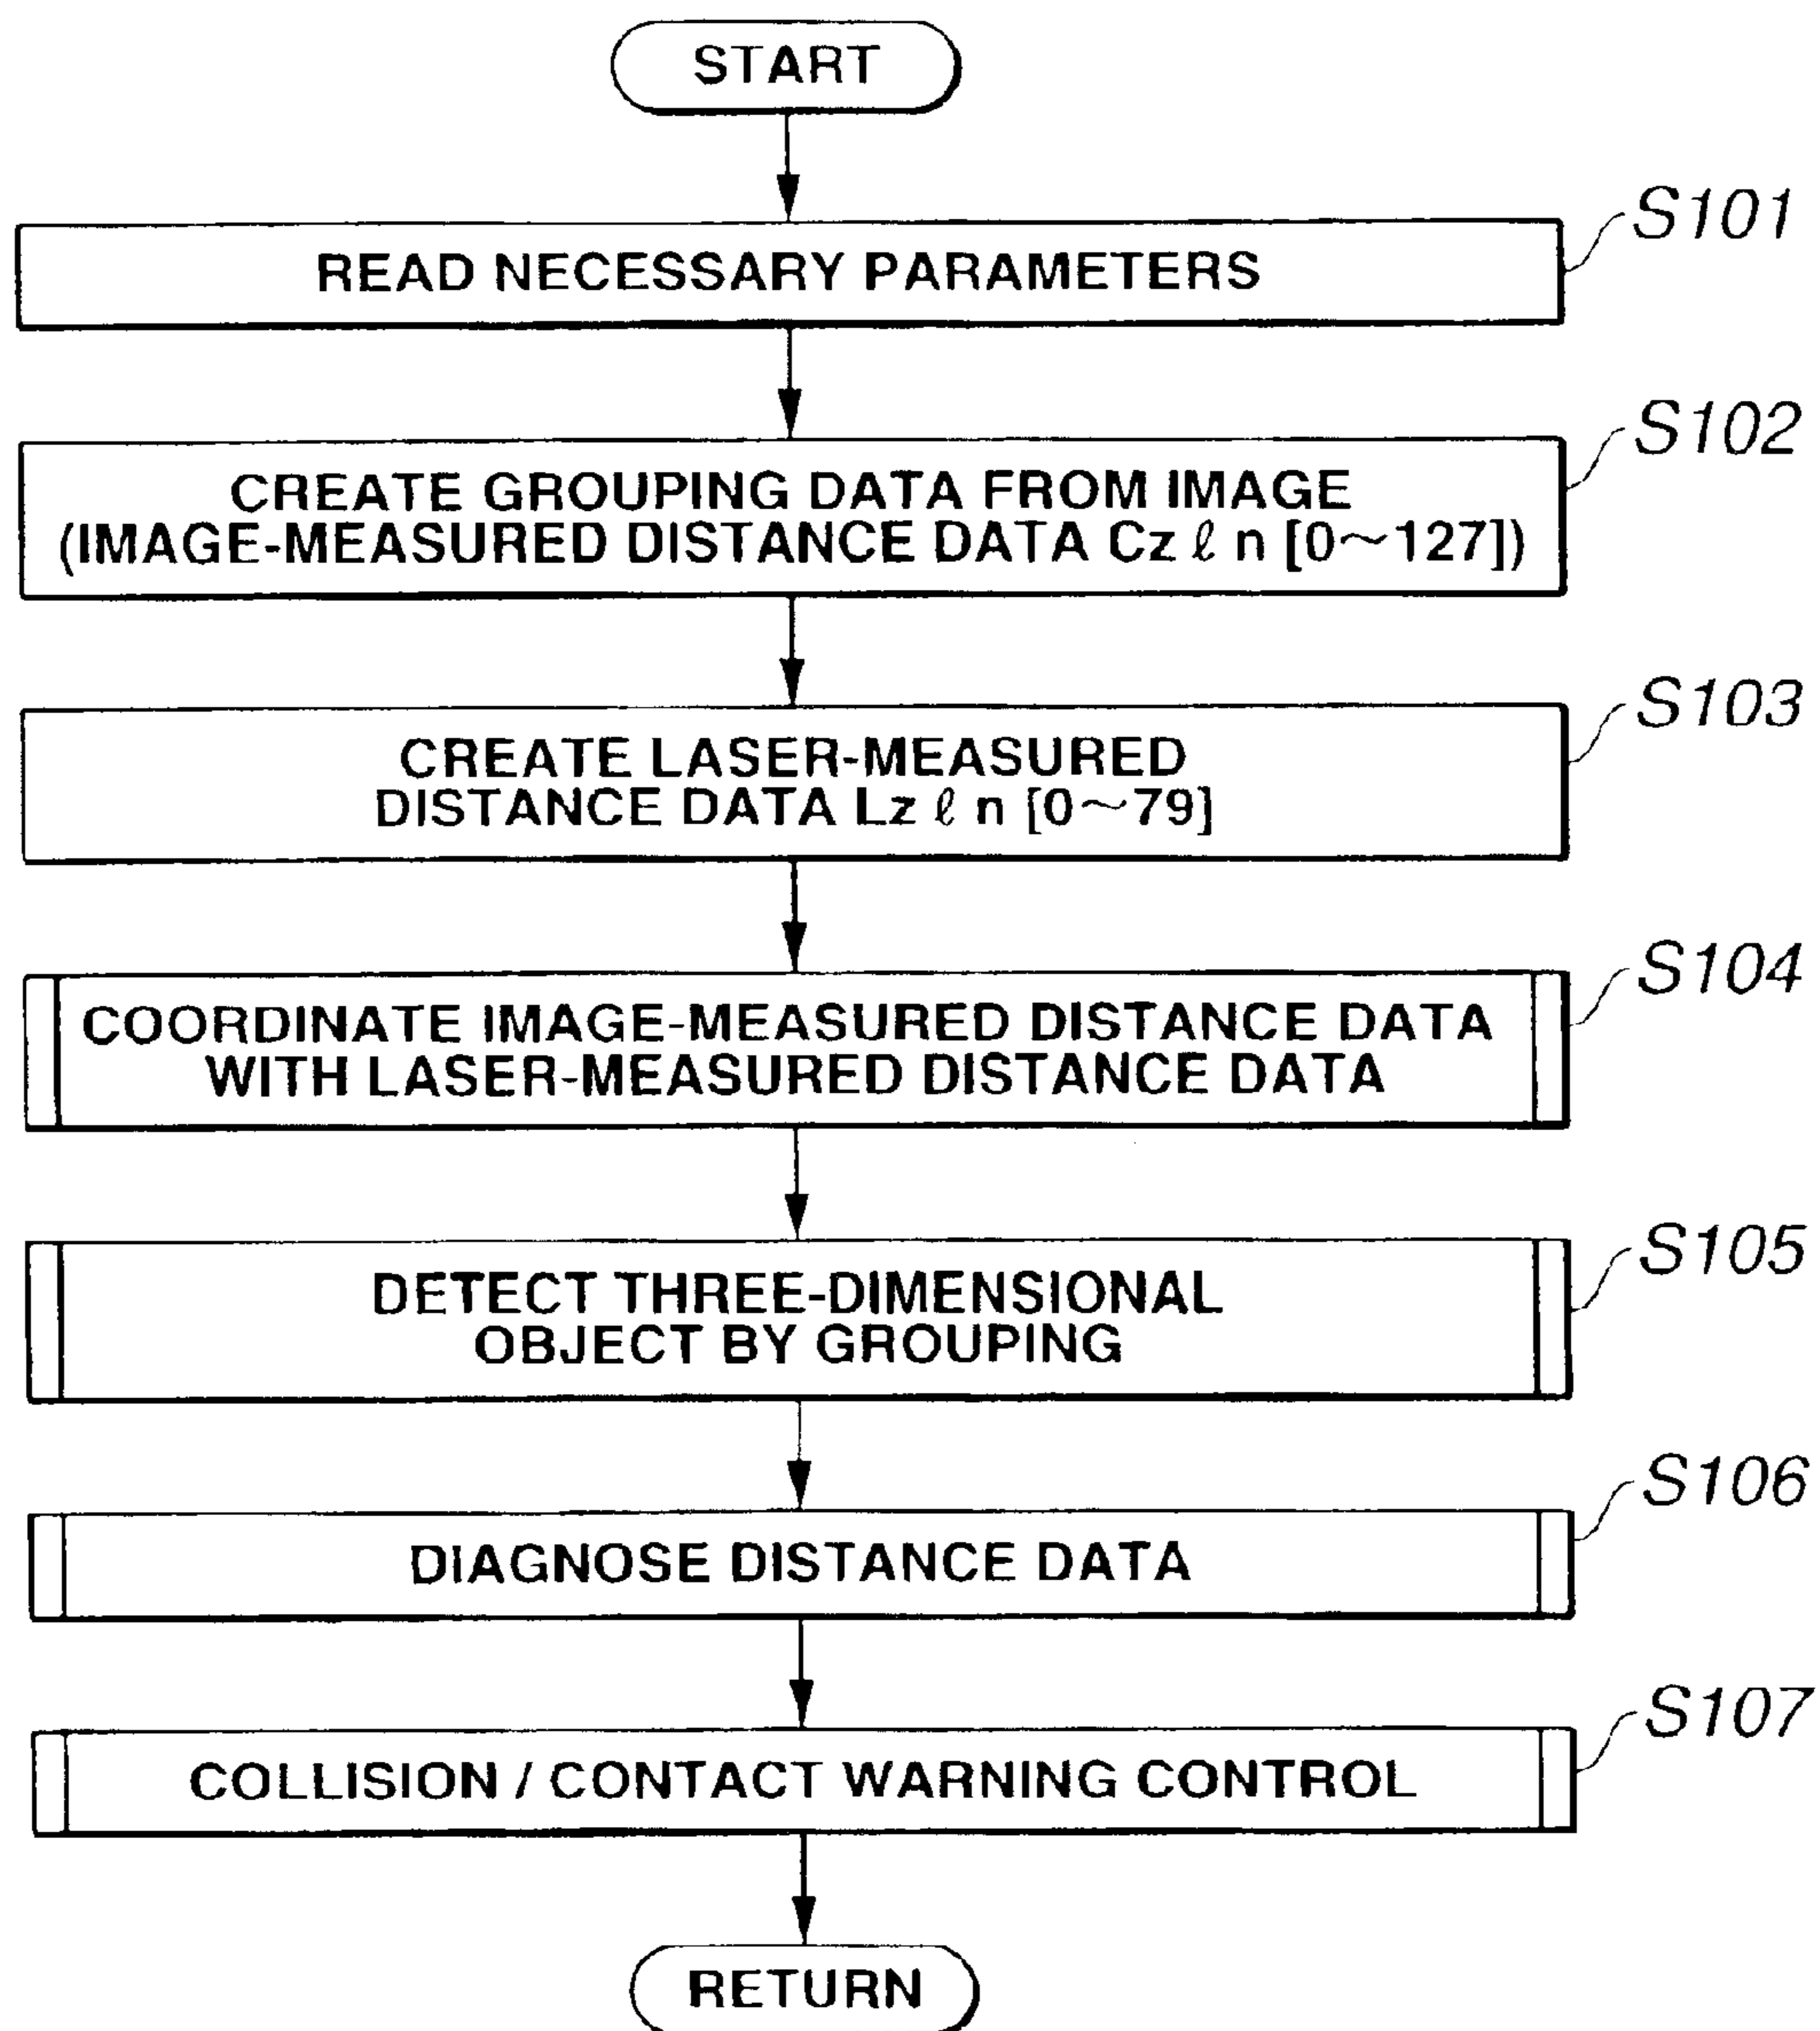 START
S101
READ NECESSARY PARAMETERS
S102
CREATE GROUPING DATA FROM IMAGE
(IMAGE-MEASURED DISTANCE DATA Cz ℓ n [0~127])
S103
CREATE LASER-MEASURED
DISTANCE DATA Lz ℓ n [0~79]
S104
COORDINATE IMAGE-MEASURED DISTANCE DATA
WITH LASER-MEASURED DISTANCE DATA
S105
DETECT THREE-DIMENSIONAL
OBJECT BY GROUPING
S106
DIAGNOSE DISTANCE DATA
S107
COLLISION / CONTACT WARNING CONTROL
RETURN